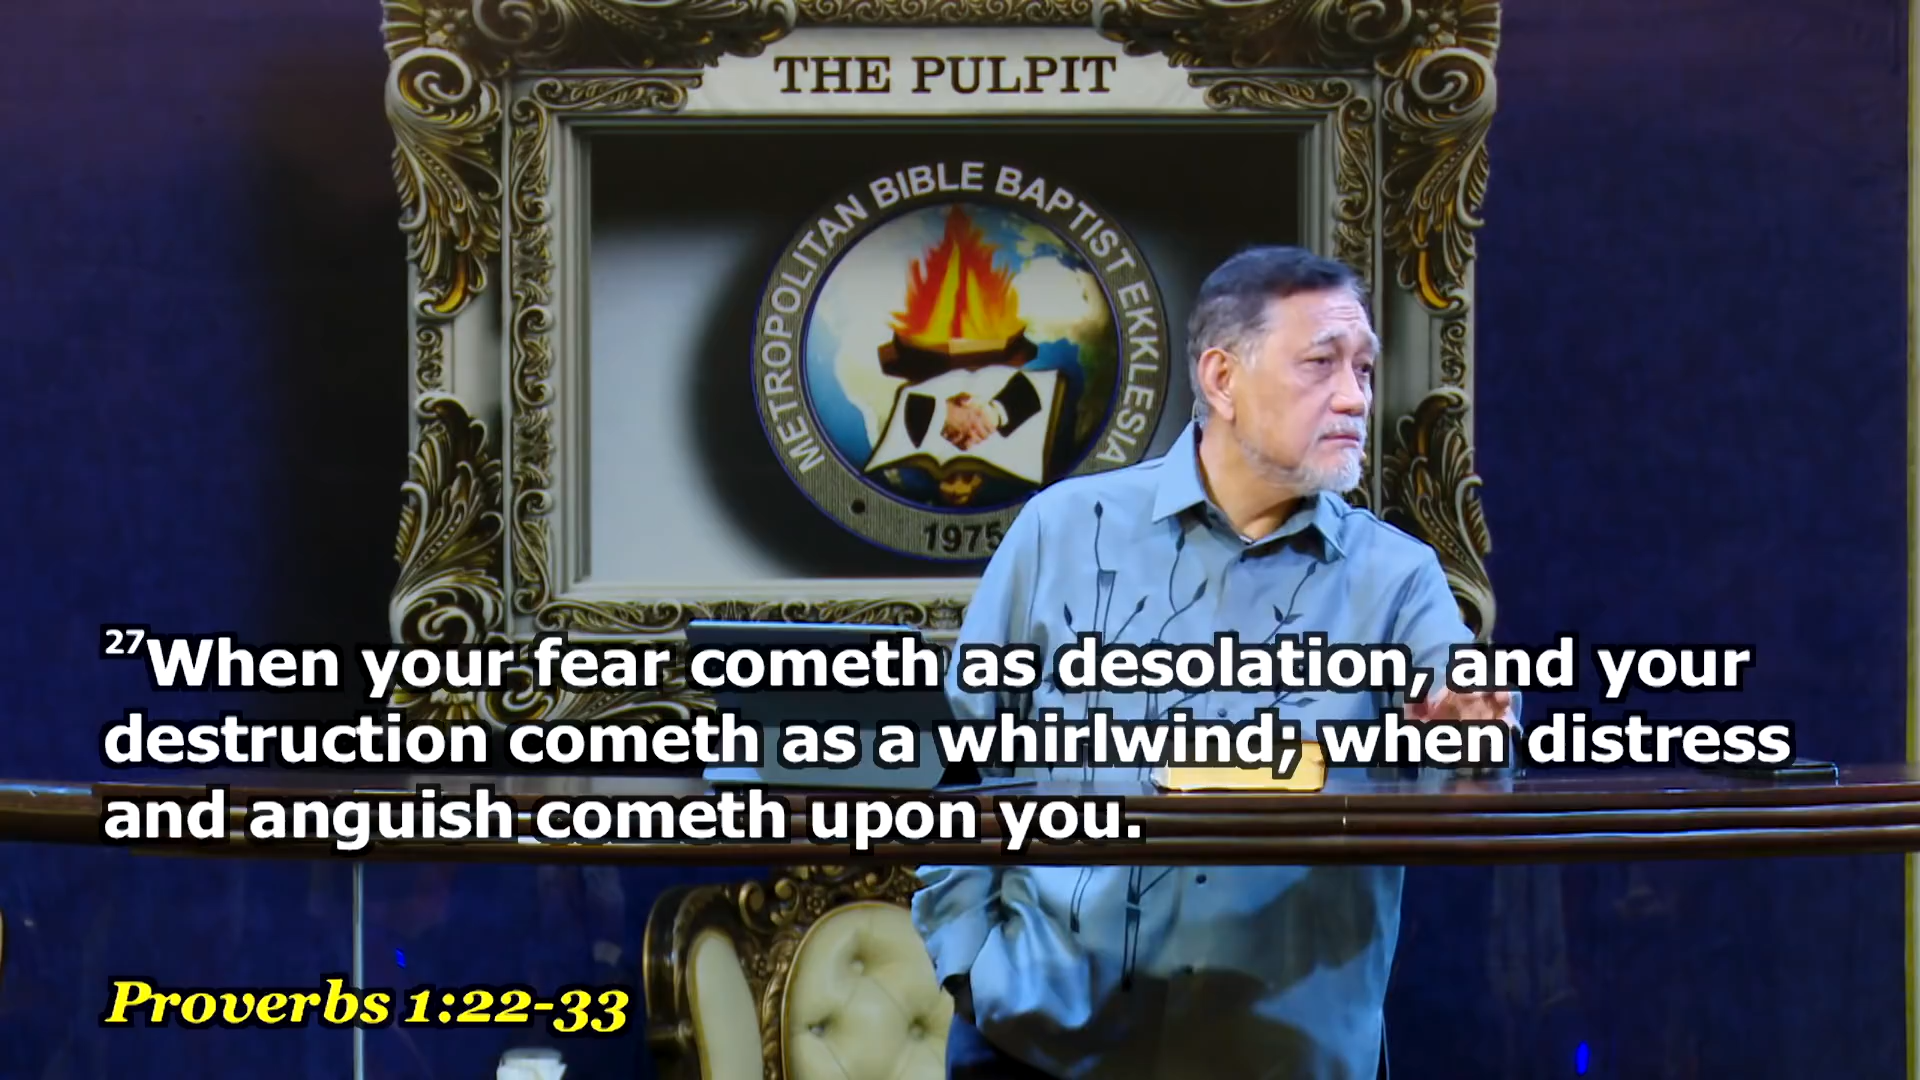 THE PULPIT
METROPOLITAN BIBLE BAPTIST EKKLESIA
1975
27When your fear cometh as desolation, and your
destruction cometh as a whirlwind; when distress
and anguish cometh upon you.
Proverbs 1:22-33